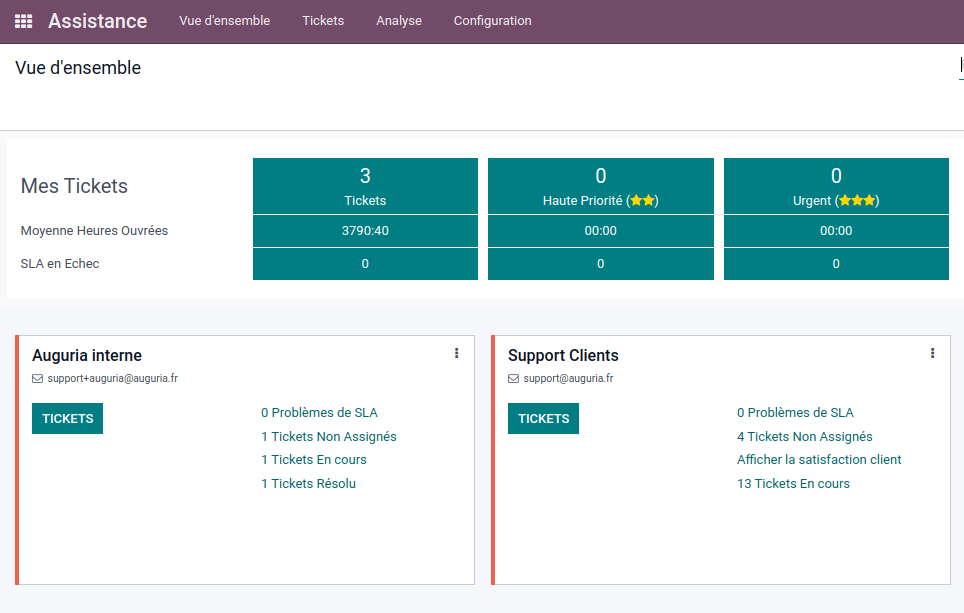 Assistance Vue d'ensemble Tickets Analyse Configuration
Vue d'ensemble
Mes Tickets
3
Tickets
0
Haute Priorité (★★)
0
Urgent (★★★)
Moyenne Heures Ouvrées 3790:40 00:00 00:00
SLA en Echec 0 0 0
Auguria interne
support+auguria@auguria.fr
TICKETS
0 Problèmes de SLA
1 Tickets Non Assignés
1 Tickets En cours
1 Tickets Résolu
Support Clients
support@auguria.fr
TICKETS
0 Problèmes de SLA
4 Tickets Non Assignés
Afficher la satisfaction client
13 Tickets En cours